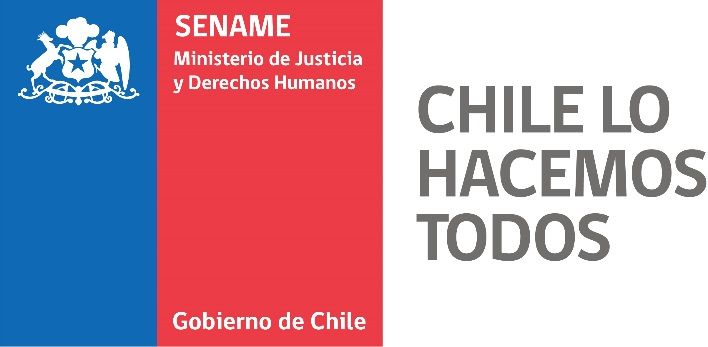 SENAME
Ministerio de Justicia
y Derechos Humanos
Gobierno de Chile
CHILE LO
HACEMOS
TODOS